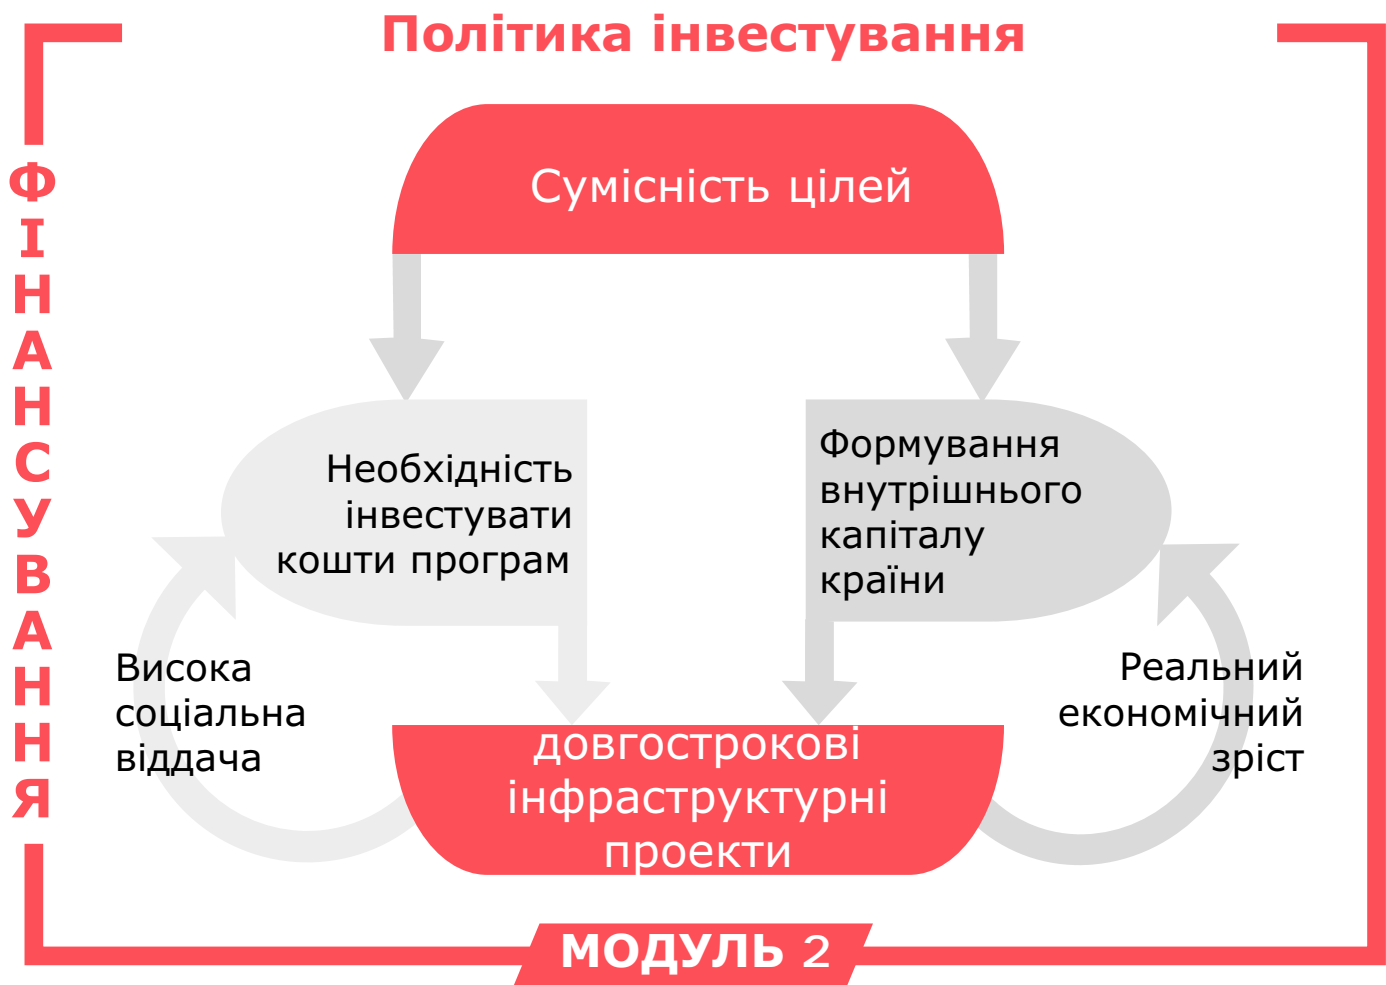 Політика інвестування
ФІНАНСУВАННЯ
Сумісність цілей
Необхідність
інвестувати
кошти програм
Формування
внутрішнього
капіталу
країни
Висока
соціальна
віддача
Реальний
економічний
зріст
довгострокові
інфраструктурні
проекти
МОДУЛЬ 2